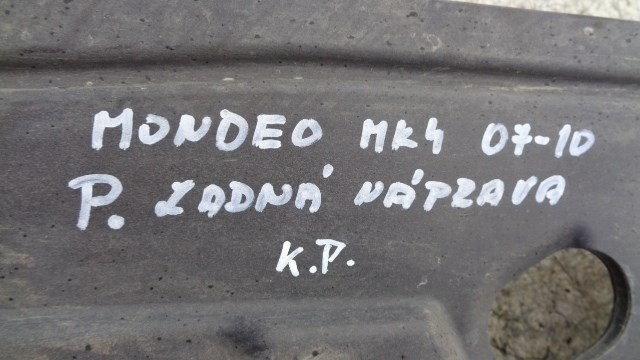 MONDEO MK4 07-10
P. ZADNÁ NÁPRAVA
K.P.